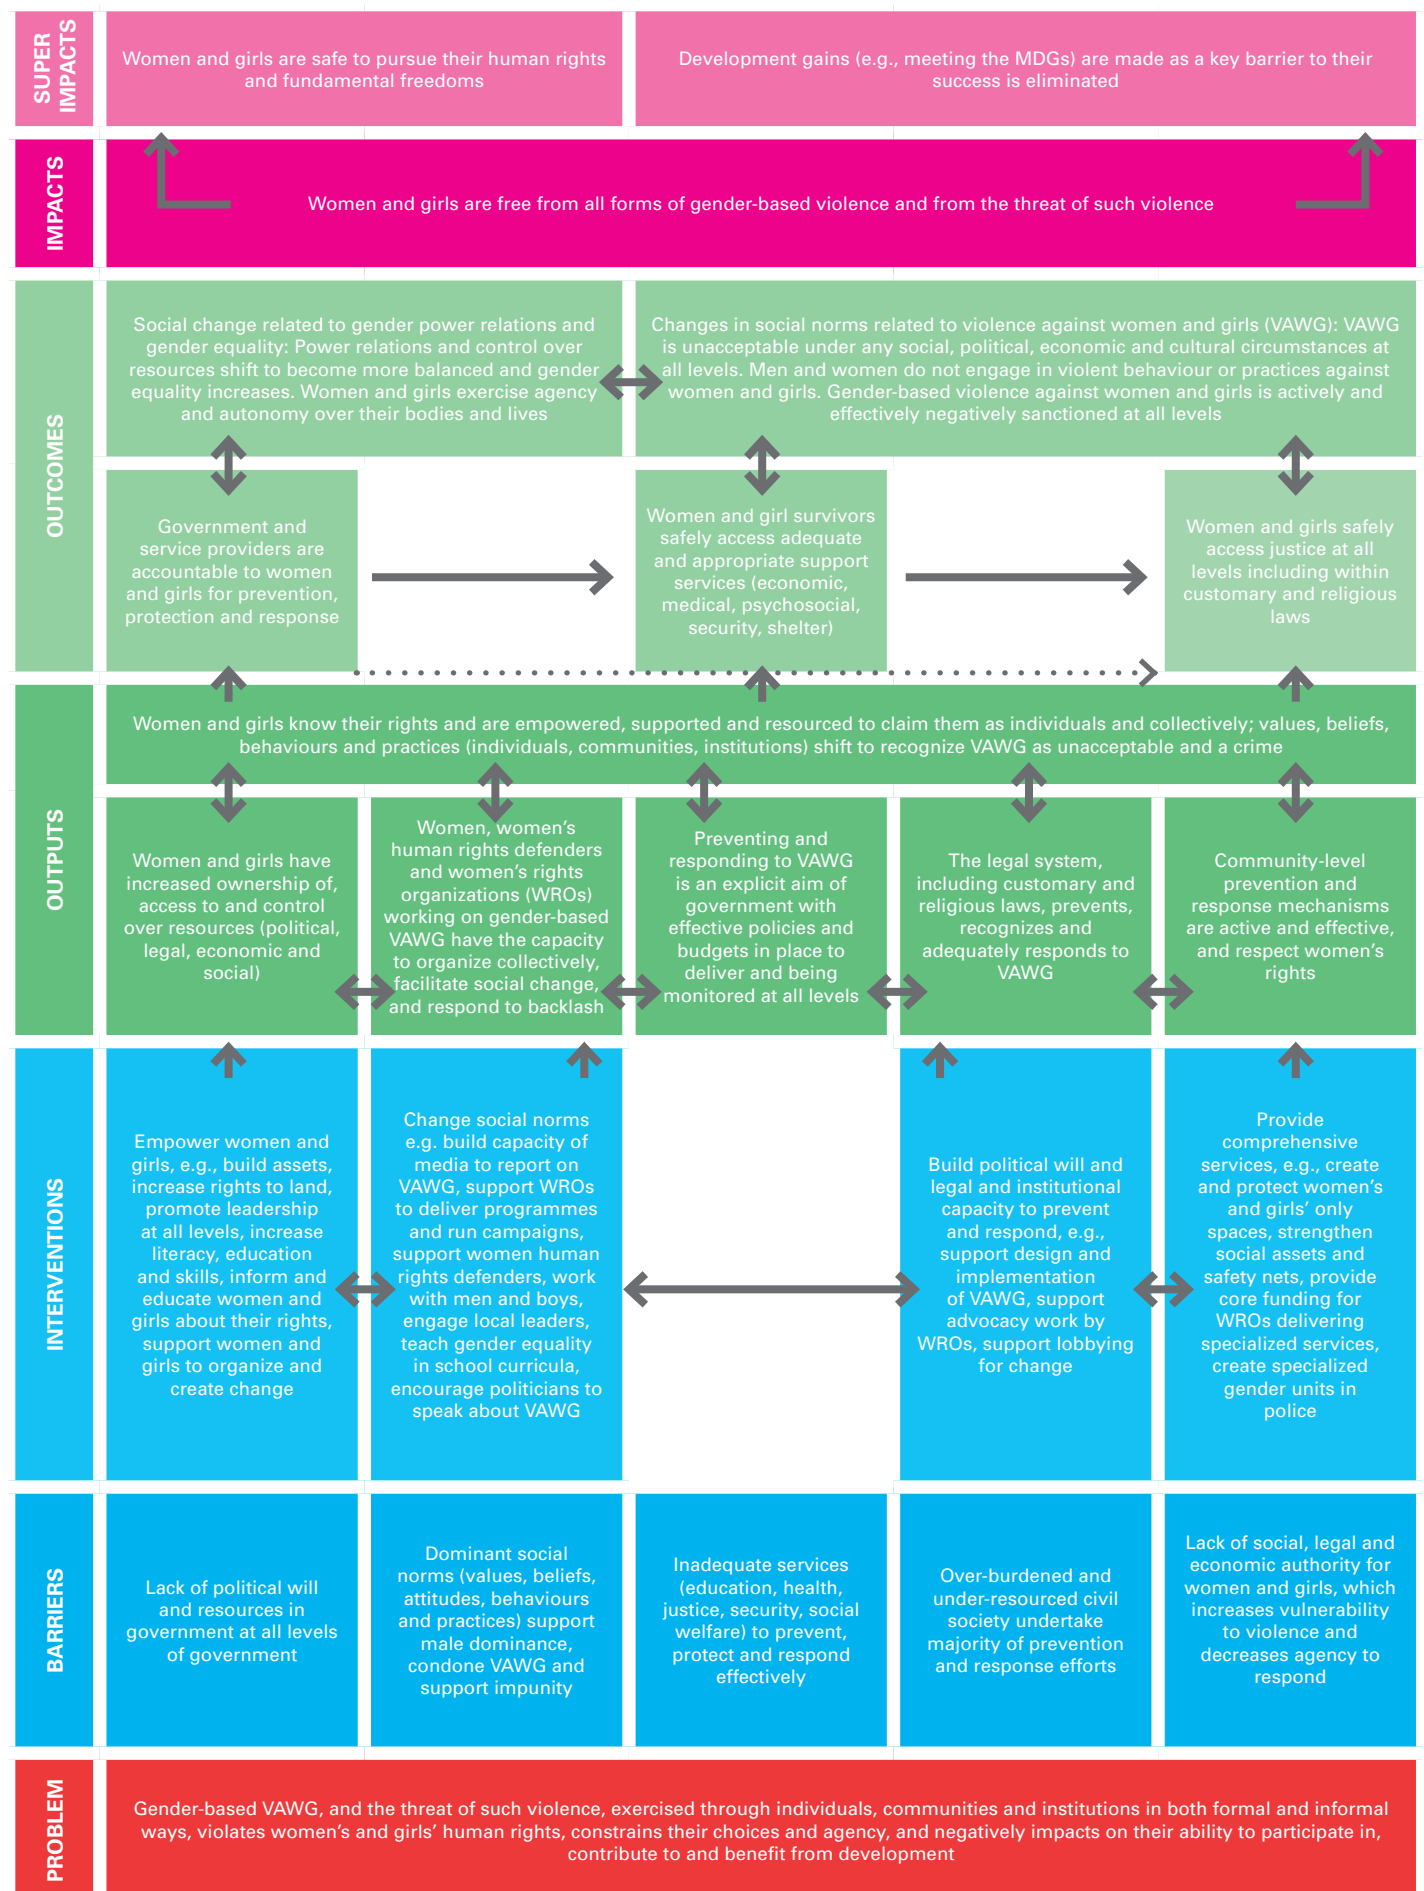 SUPER
IMPACTS
Women and girls are safe to pursue their human rights
and fundamental freedoms
Development gains (e.g., meeting the MDGs) are made as a key barrier to their
success is eliminated
IMPACTS
Women and girls are free from all forms of gender-based violence and from the threat of such violence
OUTCOMES
Social change related to gender power relations and
gender equality: Power relations and control over
resources shift to become more balanced and gender
equality increases. Women and girls exercise agency
and autonomy over their bodies and lives
Changes in social norms related to violence against women and girls (VAWG): VAWG
is unacceptable under any social, political, economic and cultural circumstances at
all levels. Men and women do not engage in violent behaviour or practices against
women and girls. Gender-based violence against women and girls is actively and
effectively negatively sanctioned at all levels
Government and
service providers are
accountable to women
and girls for prevention,
protection and response
Women and girl survivors
safely access adequate
and appropriate support
services (economic,
medical, psychosocial,
security, shelter)
Women and girls safely
access justice at all
levels including within
customary and religious
laws
OUTPUTS
Women and girls know their rights and are empowered, supported and resourced to claim them as individuals and collectively; values, beliefs,
behaviours and practices (individuals, communities, institutions) shift to recognize VAWG as unacceptable and a crime
Women and girls have
increased ownership of,
access to and control
over resources (political,
legal, economic and
social)
Women, women’s
human rights defenders
and women’s rights
organizations (WROs)
working on gender-based
VAWG have the capacity
to organize collectively,
facilitate social change,
and respond to backlash
Preventing and
responding to VAWG
is an explicit aim of
government with
effective policies and
budgets in place to
deliver and being
monitored at all levels
The legal system,
including customary and
religious laws, prevents,
recognizes and
adequately responds to
VAWG
Community-level
prevention and
response mechanisms
are active and effective,
and respect women’s
rights
INTERVENTIONS
Empower women and
girls, e.g., build assets,
increase rights to land,
promote leadership
at all levels, increase
literacy, education
and skills, inform and
educate women and
girls about their rights,
support women and
girls to organize and
create change
Change social norms
e.g. build capacity of
media to report on
VAWG, support WROs
to deliver programmes
and run campaigns,
support women human
rights defenders, work
with men and boys,
engage local leaders,
teach gender equality
in school curricula,
encourage politicians to
speak about VAWG
Build political will and
legal and institutional
capacity to prevent
and respond, e.g.,
support design and
implementation
of VAWG, support
advocacy work by
WROs, support lobbying
for change
Provide
comprehensive
services, e.g., create
and protect women’s
and girls’ only
spaces, strengthen
social assets and
safety nets, provide
core funding for
WROs delivering
specialized services,
create specialized
gender units in
police
BARRIERS
Lack of political will
and resources in
government at all levels
of government
Dominant social
norms (values, beliefs,
attitudes, behaviours
and practices) support
male dominance,
condone VAWG and
support impunity
Inadequate services
(education, health,
justice, security, social
welfare) to prevent,
protect and respond
effectively
Over-burdened and
under-resourced civil
society undertake
majority of prevention
and response efforts
Lack of social, legal and
economic authority for
women and girls, which
increases vulnerability
to violence and
decreases agency to
respond
PROBLEM
Gender-based VAWG, and the threat of such violence, exercised through individuals, communities and institutions in both formal and informal
ways, violates women’s and girls’ human rights, constrains their choices and agency, and negatively impacts on their ability to participate in,
contribute to and benefit from development